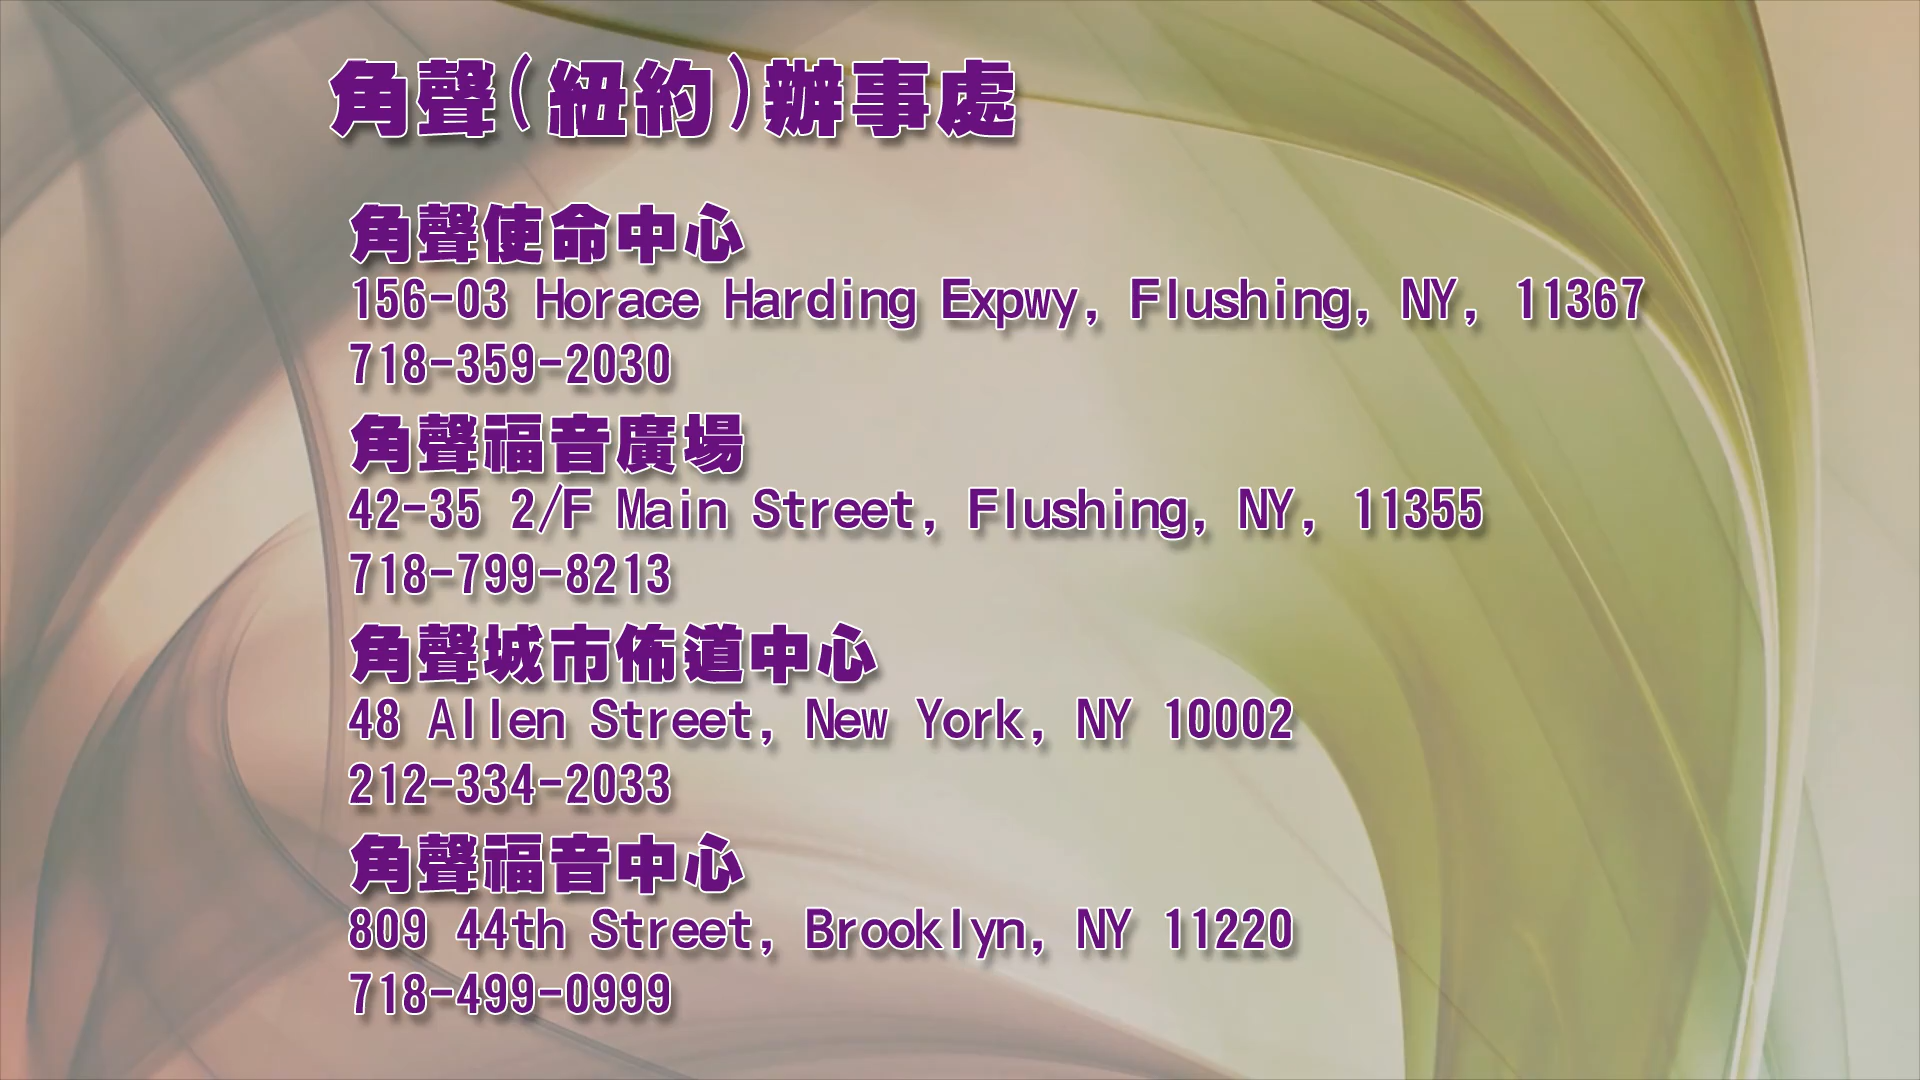 角聲(紐約)辦事處
角聲使命中心
156-03 Horace Harding Expwy, Flushing, NY, 11367
718-359-2030
角聲福音廣場
42-35 2/F Main Street, Flushing, NY, 11355
718-799-8213
角聲城市佈道中心
48 Allen Street, New York, NY 10002
212-334-2033
角聲福音中心
809 44th Street, Brooklyn, NY 11220
718-499-0999